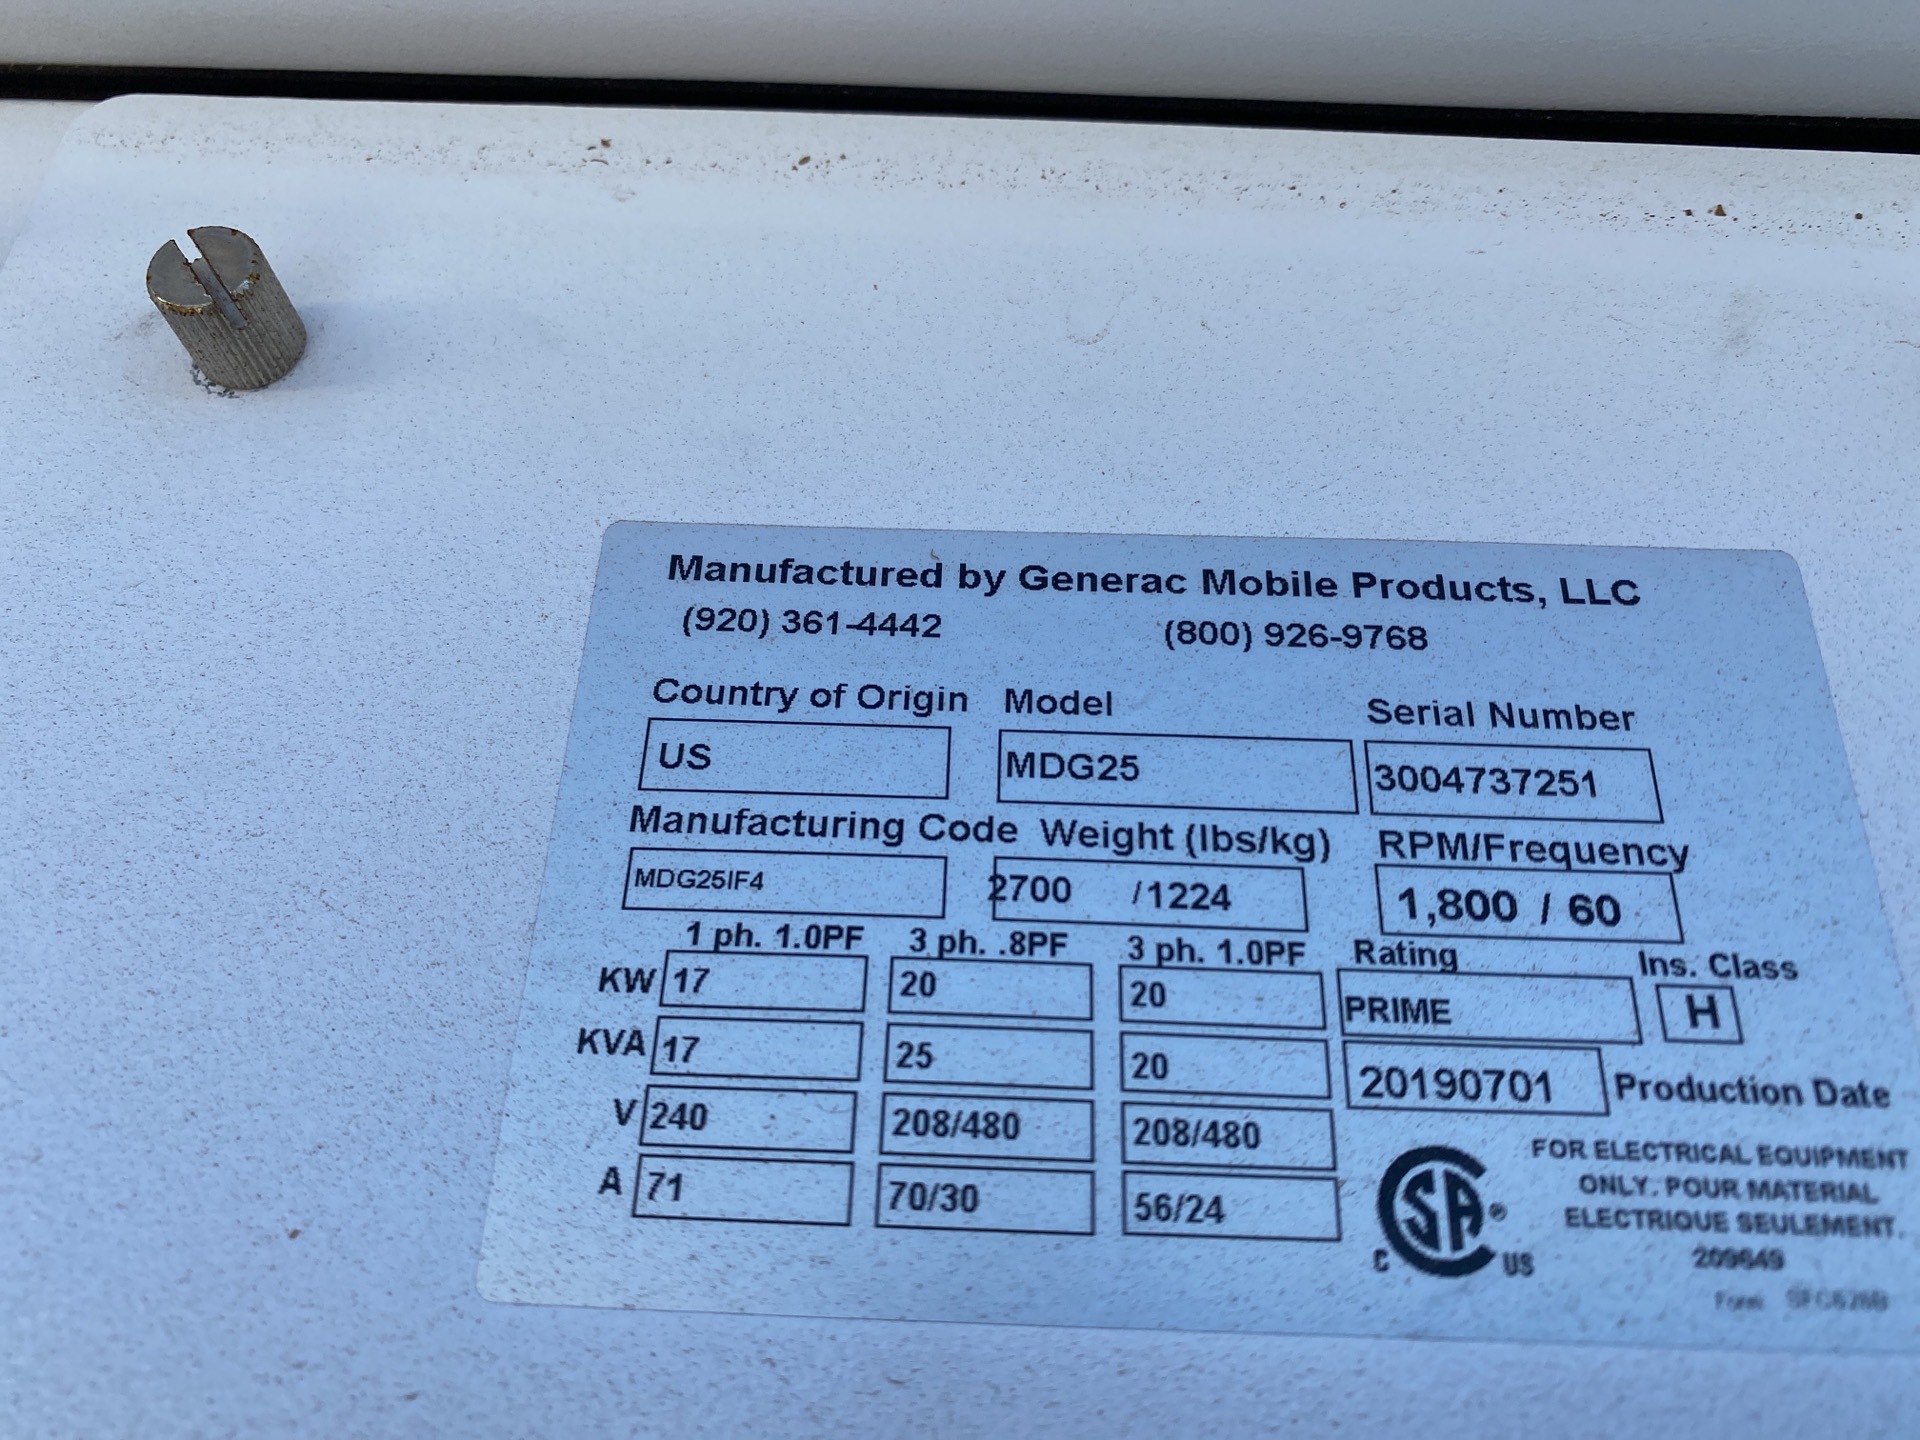 Manufactured by Generac Mobile Products, LLC
(920) 361-4442 (800) 926-9768
Country of Origin Model Serial Number
US MDG25 3004737251
Manufacturing Code Weight (lbs/kg) RPM/Frequency
MDG25IF4 2700 /1224 1,800 / 60
1 ph. 1.0PF 3 ph. .8PF 3 ph. 1.0PF Rating Ins. Class
KW 17 20 20 PRIME H
KVA 17 25 20 20190701 Production Date
V 240 208/480 208/480
A 71 70/30 56/24
CSA®
C US
FOR ELECTRICAL EQUIPMENT
ONLY. POUR MATERIAL
ELECTRIQUE SEULEMENT.
209649
Form